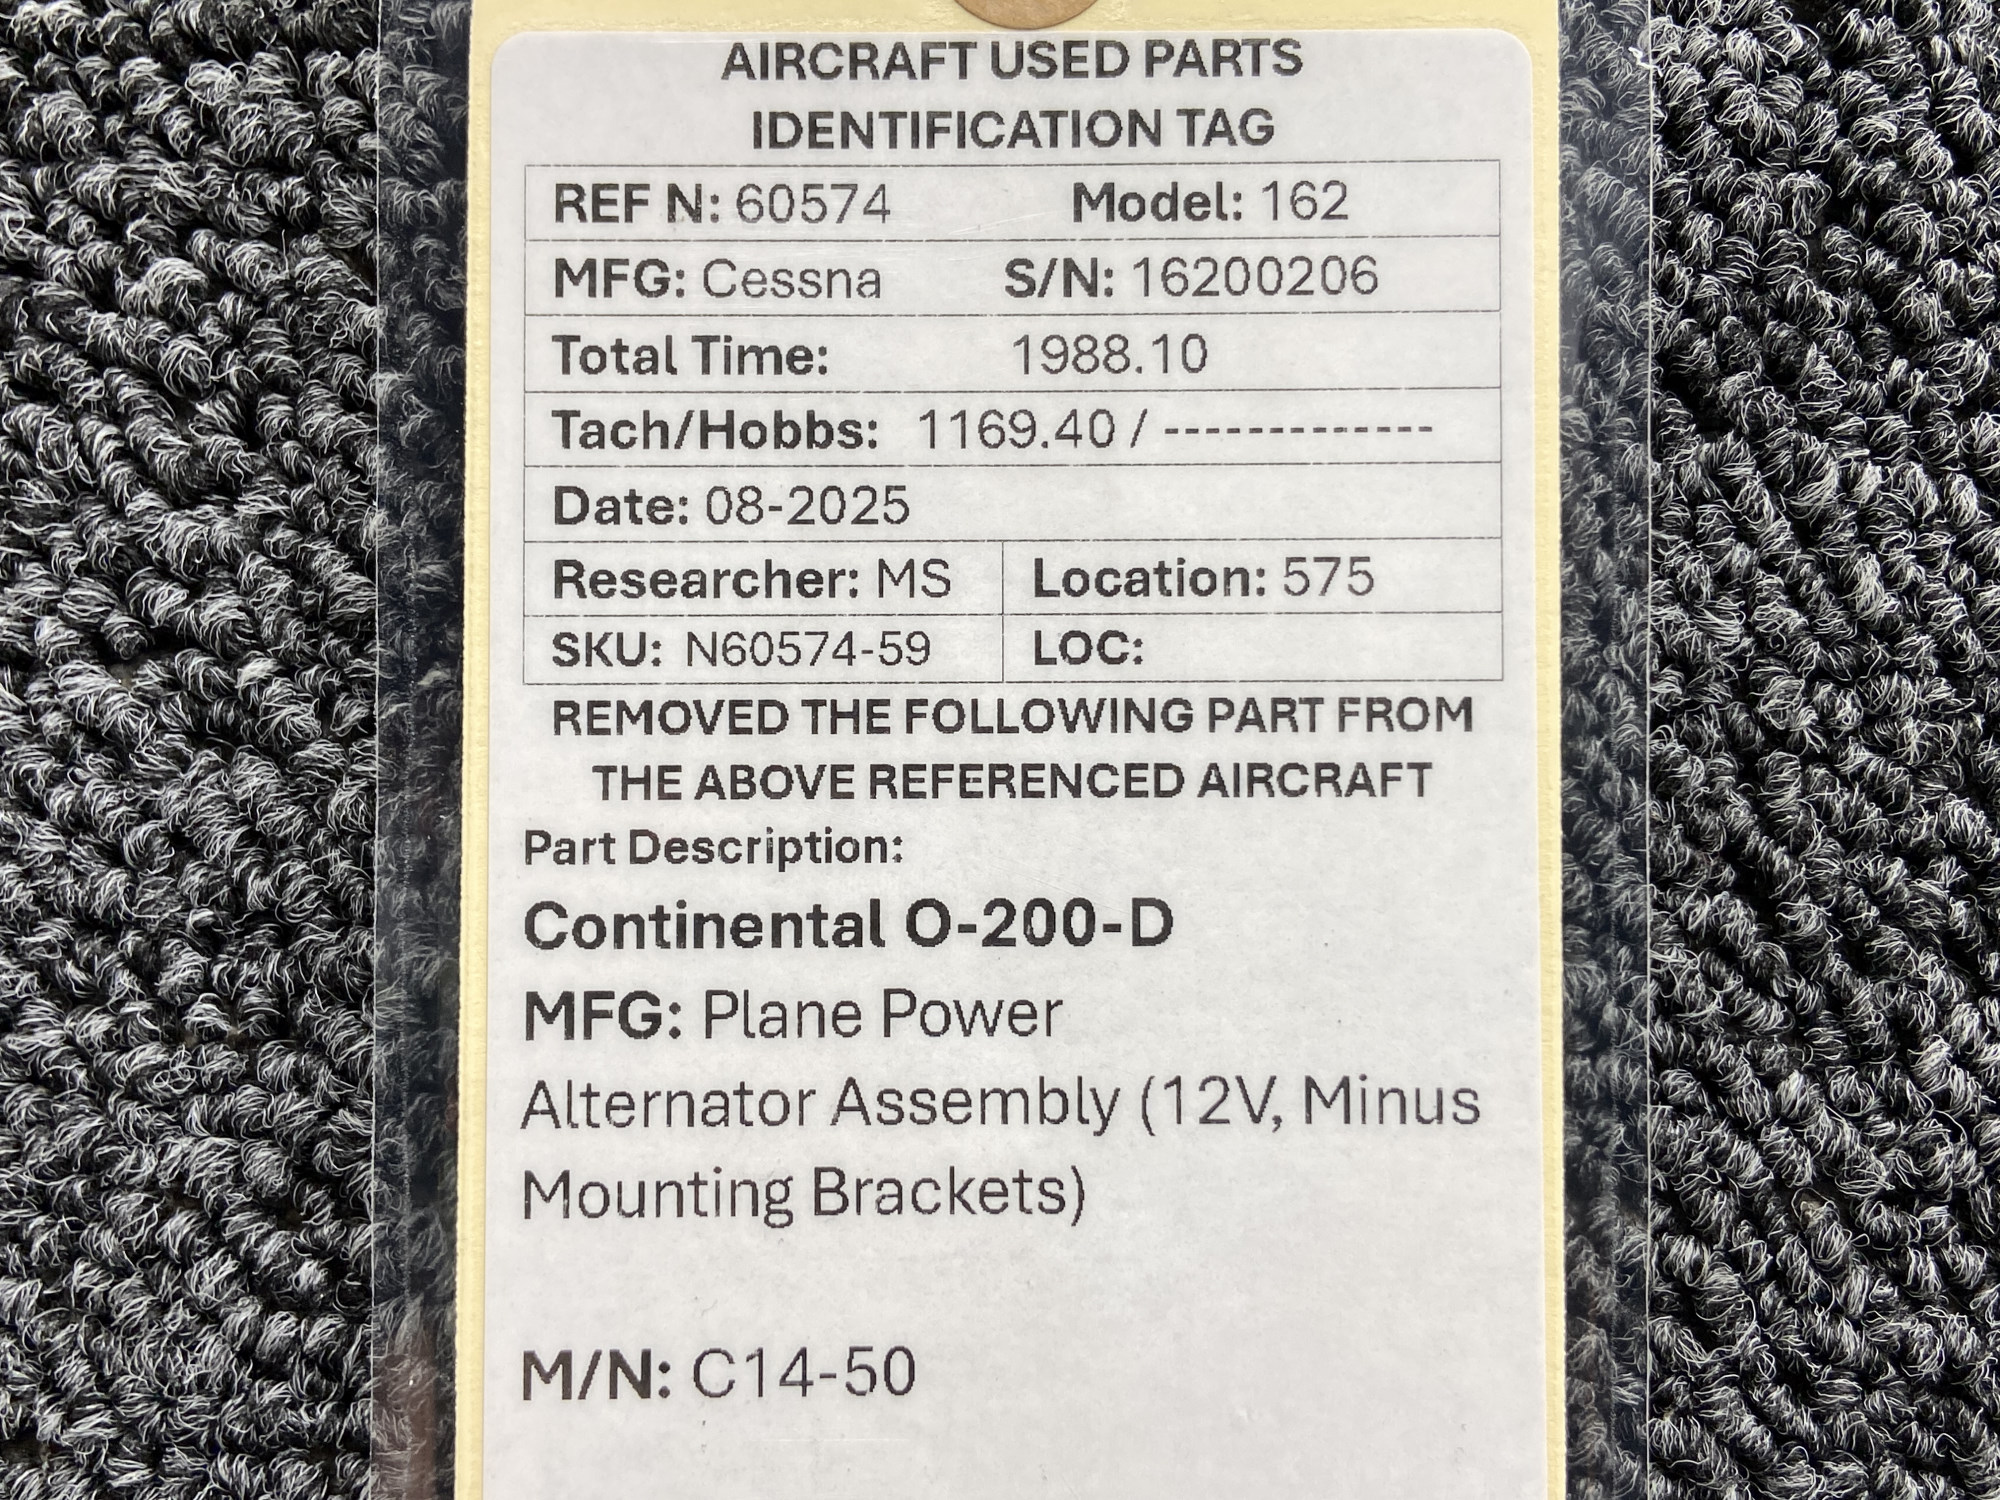 AIRCRAFT USED PARTS
IDENTIFICATION TAG
REF N: 60574 Model: 162
MFG: Cessna S/N: 16200206
Total Time: 1988.10
Tach/Hobbs: 1169.40 / -------------
Date: 08-2025
Researcher: MS Location: 575
SKU: N60574-59 LOC:
REMOVED THE FOLLOWING PART FROM
THE ABOVE REFERENCED AIRCRAFT
Part Description:
Continental O-200-D
MFG: Plane Power
Alternator Assembly (12V, Minus
Mounting Brackets)
M/N: C14-50